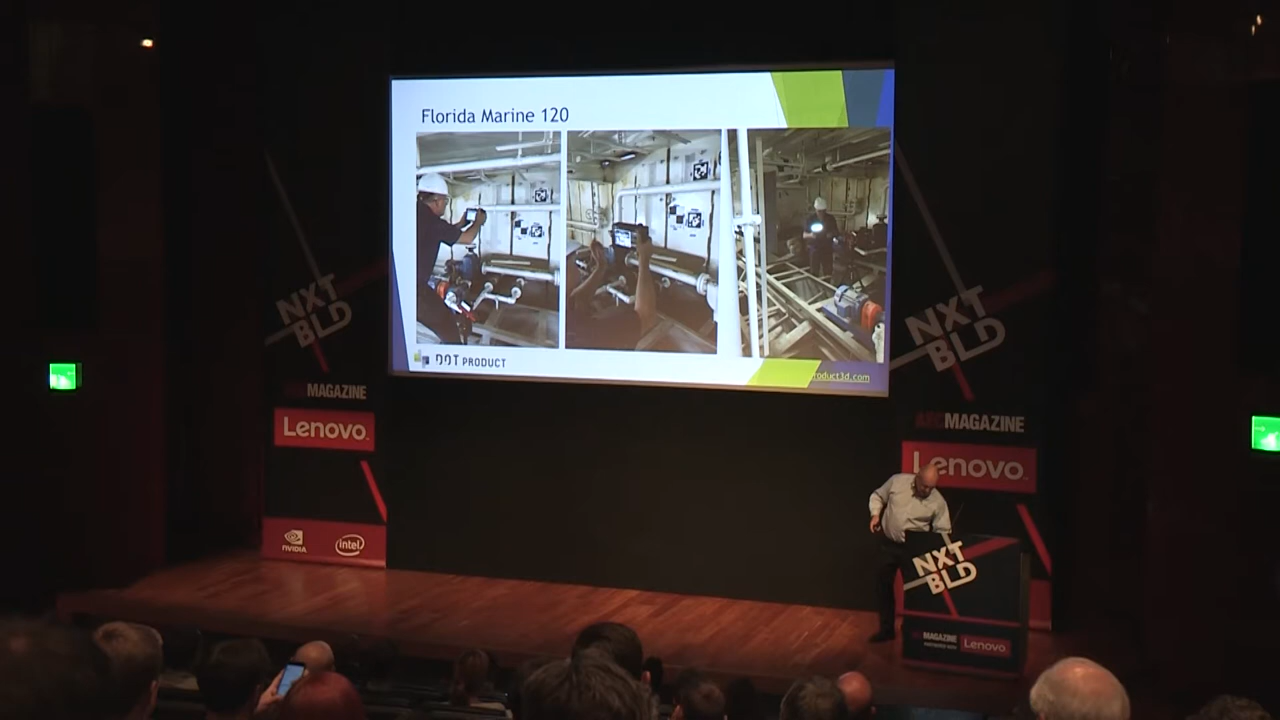 Florida Marine 120
DOT PRODUCT
oduct3d.com
NXT
BLD
MAGAZINE
Lenovo
NVIDIA
intel
NXT
BLD
AECMAGAZINE
Lenovo
NXT
BLD
MAGAZINE
Lenovo